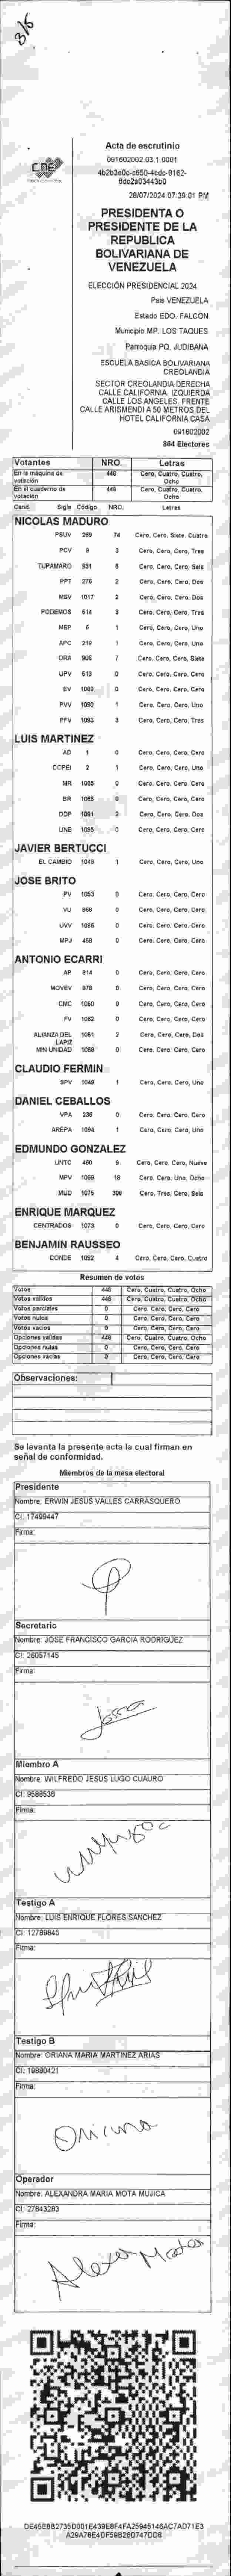 3/5
CNE
Acta de escrutinio
091602002.03.1.0001
28/07/2024 07:39:01 PM
PRESIDENTA O
PRESIDENTE DE LA
REPUBLICA
BOLIVARIANA DE
VENEZUELA
ELECCIÓN PRESIDENCIAL 2024
País VENEZUELA
Estado EDO. FALCON
Municipio MP. LOS TAQUES
Parroquia PQ. JUDIBANA
ESCUELA BASICA BOLIVARIANA
CREOLANDIA
SECTOR CREOLANDIA DERECHA
CALLE CALIFORNIA. IZQUIERDA
CALLE LOS ANGELES. FRENTE
CALLE ARISMENDI A 50 METROS DEL
HOTEL CALIFORNIA CASA
091602002
884 Electores
Votantes NRO. Letras
En la máquina de votación 448 Cero, Cuatro, Cuatro, Ocho
En el cuaderno de votación 448 Cero, Cuatro, Cuatro, Ocho
Cand. Sigla Código NRO. Letras
NICOLAS MADURO
PSUV 269 74 Cero, Cero, Siete, Cuatro
PCV 9 3 Cero, Cero, Cero, Tres
TUPAMARO 931 6 Cero, Cero, Cero, Seis
PPT 276 2 Cero, Cero, Cero, Dos
MSV 1017 2 Cero, Cero, Cero, Dos
PODEMOS 614 3 Cero, Cero, Cero, Tres
MEP 6 1 Cero, Cero, Cero, Uno
APC 219 1 Cero, Cero, Cero, Uno
ORA 906 7 Cero, Cero, Cero, Siete
UPV 613 0 Cero, Cero, Cero, Cero
EV 1089 0 Cero, Cero, Cero, Cero
PVV 1090 1 Cero, Cero, Cero, Uno
PFV 1093 3 Cero, Cero, Cero, Tres
LUIS MARTINEZ
AD 1 0 Cero, Cero, Cero, Cero
COPEI 2 1 Cero, Cero, Cero, Uno
MR 1068 0 Cero, Cero, Cero, Cero
BR 1065 0 Cero, Cero, Cero, Cero
DDP 1091 2 Cero, Cero, Cero, Dos
UNE 1095 0 Cero, Cero, Cero, Cero
JAVIER BERTUCCI
EL CAMBIO 1049 1 Cero, Cero, Cero, Uno
JOSE BRITO
PV 1053 0 Cero, Cero, Cero, Cero
VU 868 0 Cero, Cero, Cero, Cero
UVV 1096 0 Cero, Cero, Cero, Cero
MPJ 458 0 Cero, Cero, Cero, Cero
ANTONIO ECARRI
AP 814 0 Cero, Cero, Cero, Cero
MOVEV 978 0 Cero, Cero, Cero, Cero
CMC 1060 0 Cero, Cero, Cero, Cero
FV 1082 0 Cero, Cero, Cero, Cero
ALIANZA DEL LAPIZ 1051 2 Cero, Cero, Cero, Dos
MIN UNIDAD 1069 0 Cero, Cero, Cero, Cero
CLAUDIO FERMIN
SPV 1049 1 Cero, Cero, Cero, Uno
DANIEL CEBALLOS
VPA 236 0 Cero, Cero, Cero, Cero
AREPA 1094 1 Cero, Cero, Cero, Uno
EDMUNDO GONZALEZ
UNTC 460 9 Cero, Cero, Cero, Nueve
MPV 1069 18 Cero, Cero, Uno, Ocho
MUD 1075 306 Cero, Tres, Cero, Seis
ENRIQUE MARQUEZ
CENTRADOS 1073 0 Cero, Cero, Cero, Cero
BENJAMIN RAUSSEO
CONDE 1092 4 Cero, Cero, Cero, Cuatro
Resumen de votos
Votos 448 Cero, Cuatro, Cuatro, Ocho
Votos validos 448 Cero, Cuatro, Cuatro, Ocho
Votos parciales 0 Cero, Cero, Cero, Cero
Votos nulos 0 Cero, Cero, Cero, Cero
Votos vacíos 0 Cero, Cero, Cero, Cero
Opciones validas 448 Cero, Cuatro, Cuatro, Ocho
Opciones nulas 0 Cero, Cero, Cero, Cero
Opciones vacías 0 Cero, Cero, Cero, Cero
Observaciones:
Se levanta la presente acta la cual firman en
señal de conformidad.
Miembros de la mesa electoral
Presidente
Nombre: ERWIN JESUS VALLES CARRASQUERO
CI: 17499447
Firma:
Secretario
Nombre: JOSE FRANCISCO GARCIA RODRIGUEZ
CI: 26057145
Firma:
Miembro A
Nombre: WILFREDO JESUS LUGO CUAURO
CI: 9586536
Firma:
Testigo A
Nombre: LUIS ENRIQUE FLORES SANCHEZ
CI: 12789845
Firma:
Testigo B
Nombre: ORIANA MARIA MARTINEZ ARIAS
CI: 19880421
Firma:
Oriana
Operador
Nombre: ALEXANDRA MARIA MOTA MUJICA
CI: 27843283
Firma:
Alexa Mota